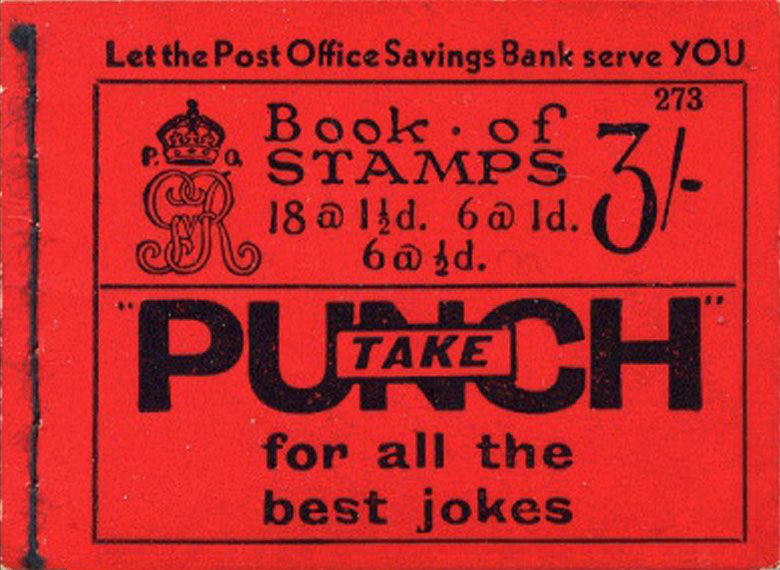 Let the Post Office Savings Bank serve YOU
273
P. O.
GR
Book · of
STAMPS
3/-
18 @ 1½d. 6 @ 1d.
6 @ ½d.
"PUNCH"
TAKE
for all the
best jokes